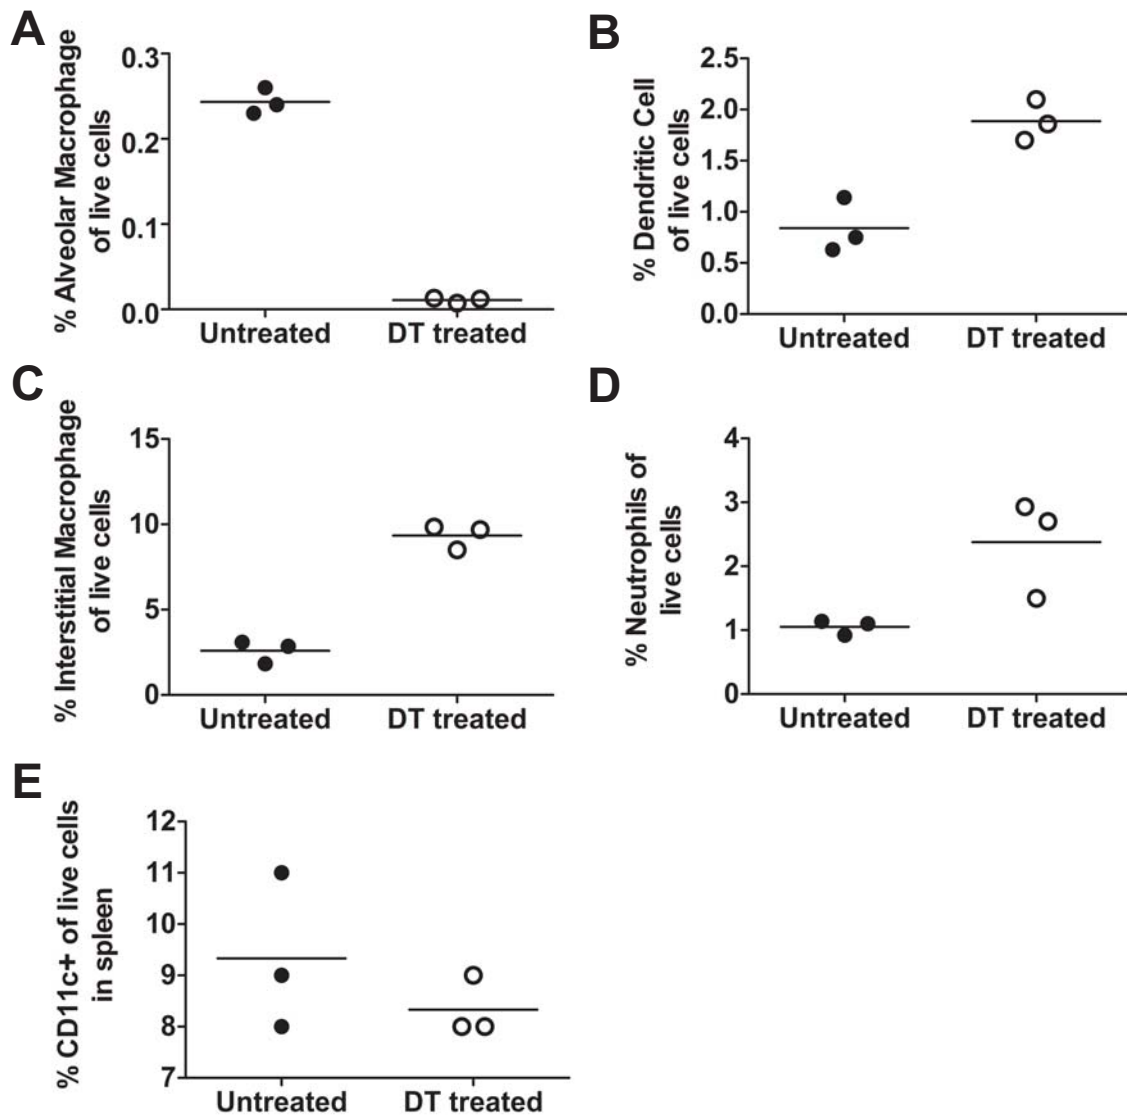 A
% Alveolar Macrophage
of live cells
0.3
0.2
0.1
0.0
Untreated
DT treated
B
% Dendritic Cell
of live cells
2.5
2.0
1.5
1.0
0.5
0.0
Untreated
DT treated
C
% Interstitial Macrophage
of live cells
15
10
5
0
Untreated
DT treated
D
% Neutrophils of
live cells
4
3
2
1
0
Untreated
DT treated
E
% CD11c+ of live cells
in spleen
12
11
10
9
8
7
Untreated
DT treated